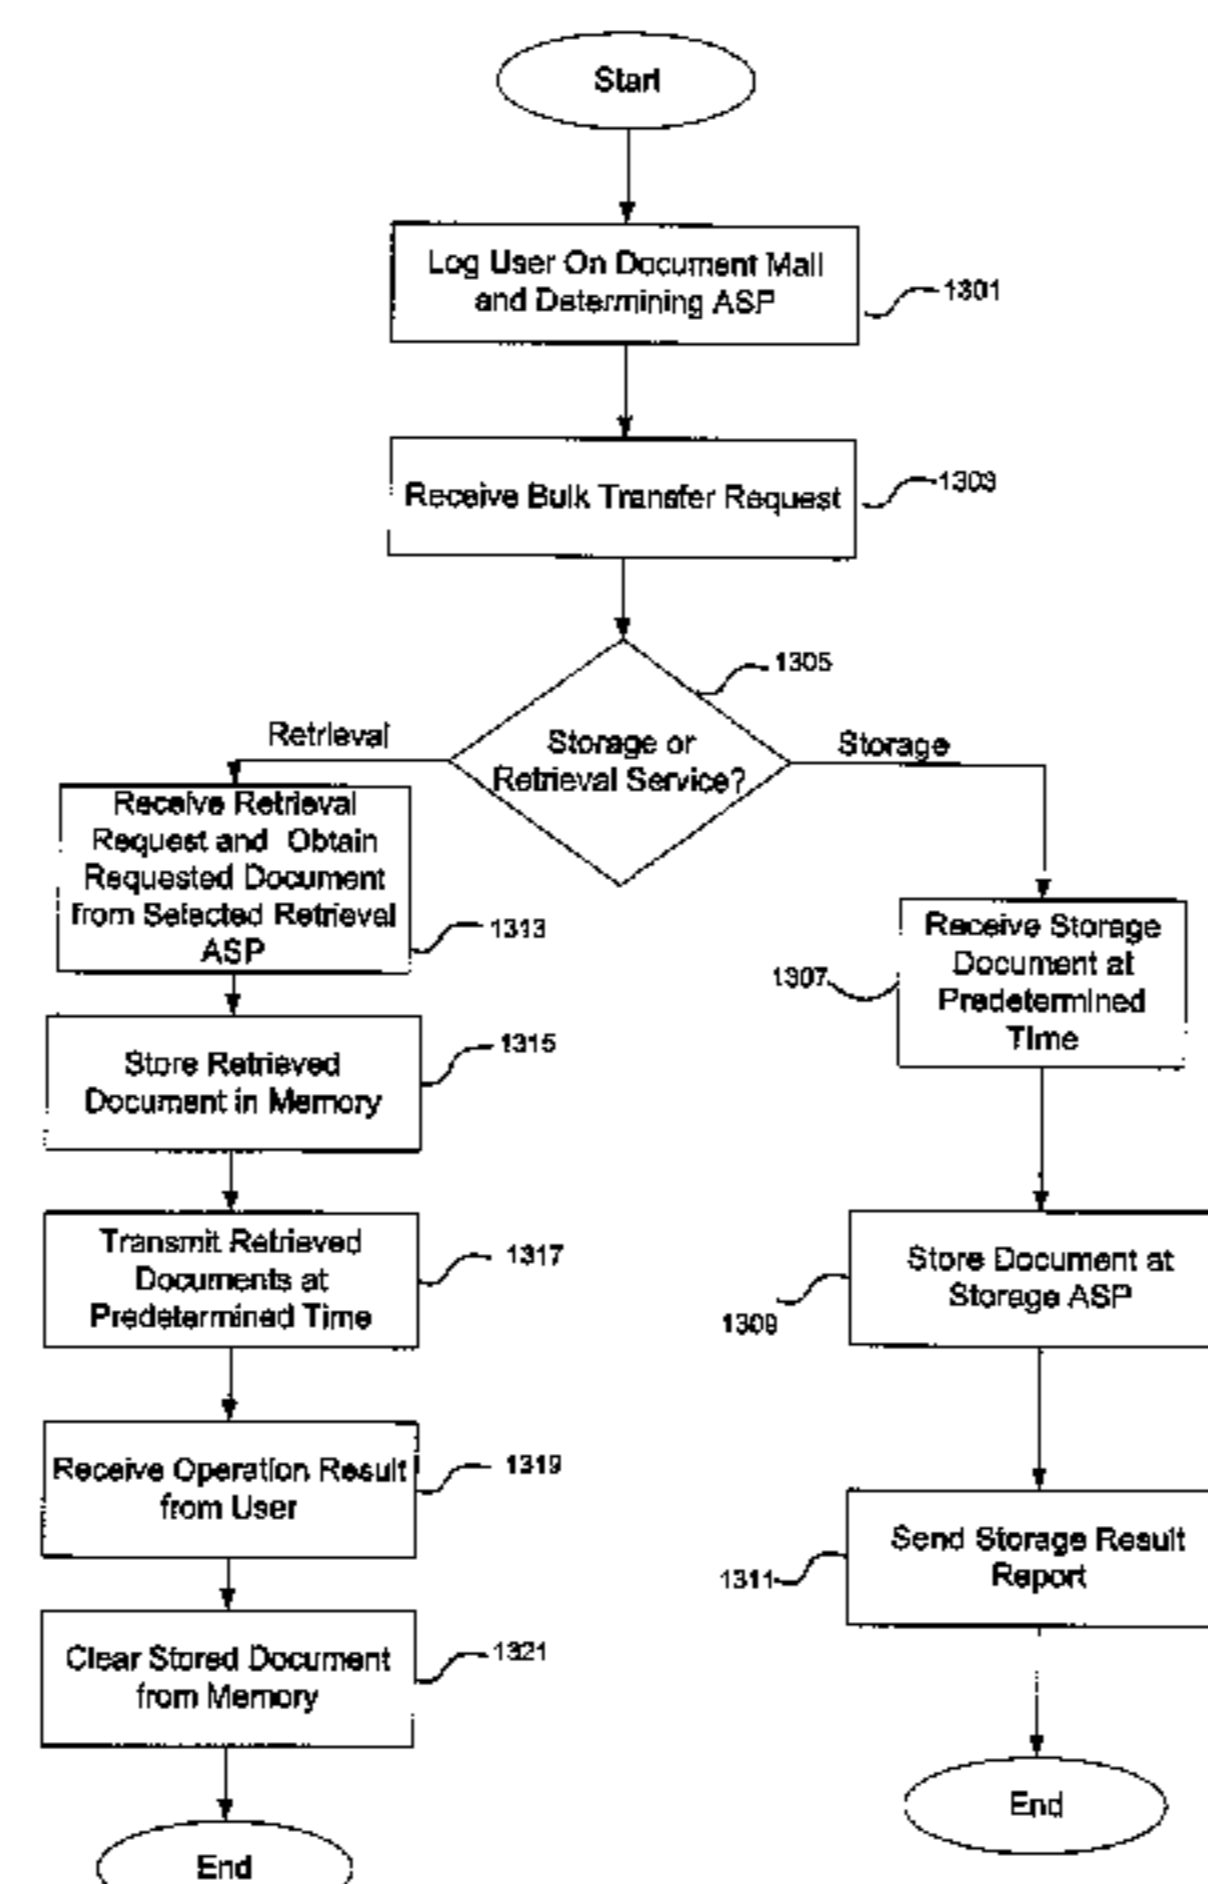 Start
Log User On Document Mall
and Determining ASP
1301
Receive Bulk Transfer Request
1303
1305
Storage or
Retrieval Service?
Retrieval
Storage
Receive Retrieval
Request and Obtain
Requested Document
from Selected Retrieval
ASP
1313
Store Retrieved
Document in Memory
1315
Transmit Retrieved
Documents at
Predetermined Time
1317
Receive Operation Result
from User
1319
Clear Stored Document
from Memory
1321
End
Receive Storage
Document at
Predetermined
Time
1307
Store Document at
Storage ASP
1309
Send Storage Result
Report
1311
End